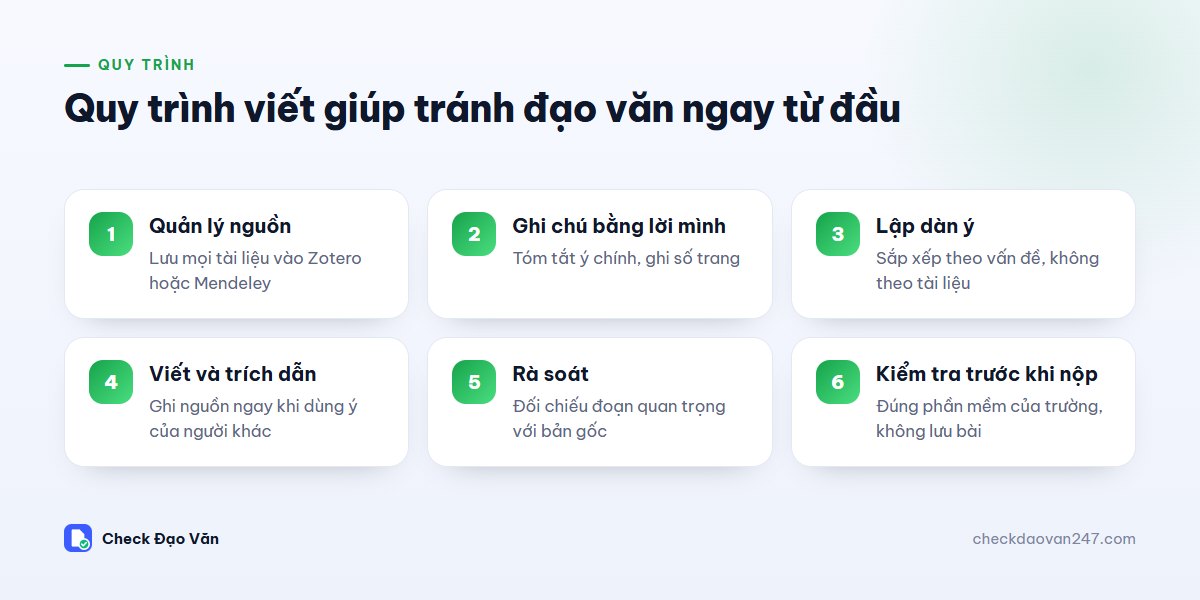 QUY TRÌNH
Quy trình viết giúp tránh đạo văn ngay từ đầu
1
Quản lý nguồn
Lưu mọi tài liệu vào Zotero
hoặc Mendeley
2
Ghi chú bằng lời mình
Tóm tắt ý chính, ghi số trang
3
Lập dàn ý
Sắp xếp theo vấn đề, không
theo tài liệu
4
Viết và trích dẫn
Ghi nguồn ngay khi dùng ý
của người khác
5
Rà soát
Đối chiếu đoạn quan trọng
với bản gốc
6
Kiểm tra trước khi nộp
Đúng phần mềm của trường,
không lưu bài
Check Đạo Văn
checkdaovan247.com